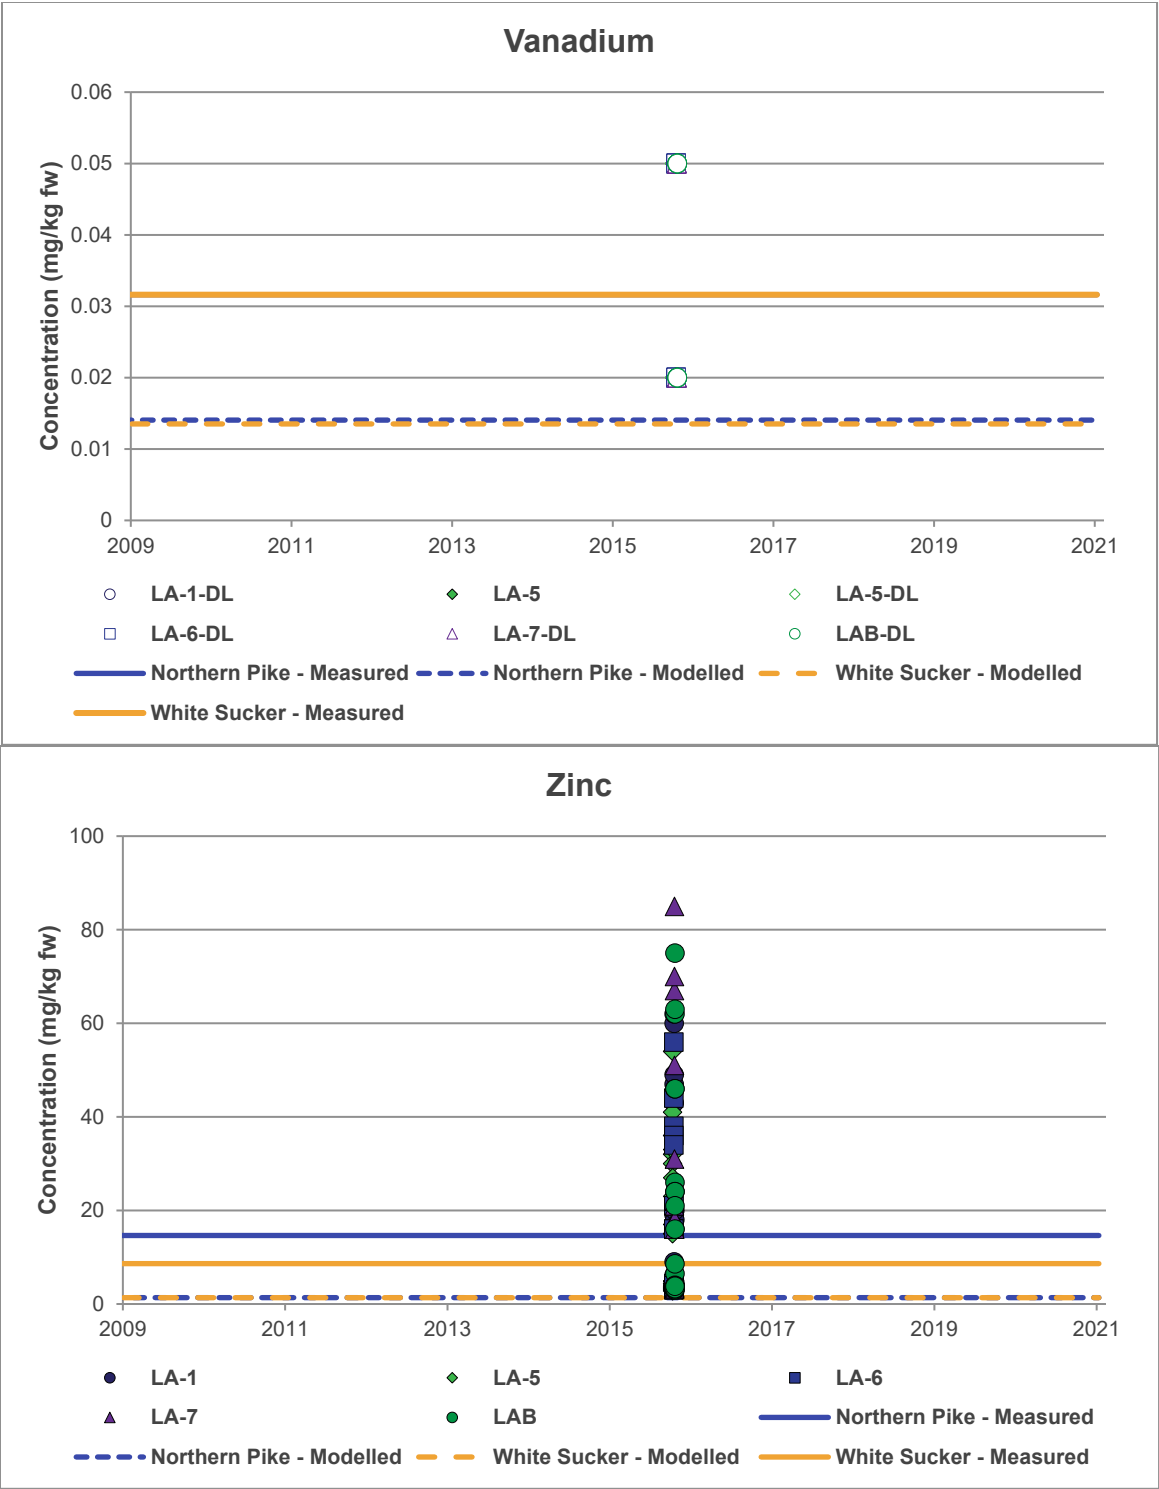 Vanadium
Concentration (mg/kg fw)
0.06
0.05
0.04
0.03
0.02
0.01
0
2009 2011 2013 2015 2017 2019 2021
LA-1-DL LA-5 LA-5-DL
LA-6-DL LA-7-DL LAB-DL
Northern Pike - Measured Northern Pike - Modelled White Sucker - Modelled
White Sucker - Measured
Zinc
Concentration (mg/kg fw)
100
80
60
40
20
0
2009 2011 2013 2015 2017 2019 2021
LA-1 LA-5 LA-6
LA-7 LAB Northern Pike - Measured
Northern Pike - Modelled White Sucker - Modelled White Sucker - Measured